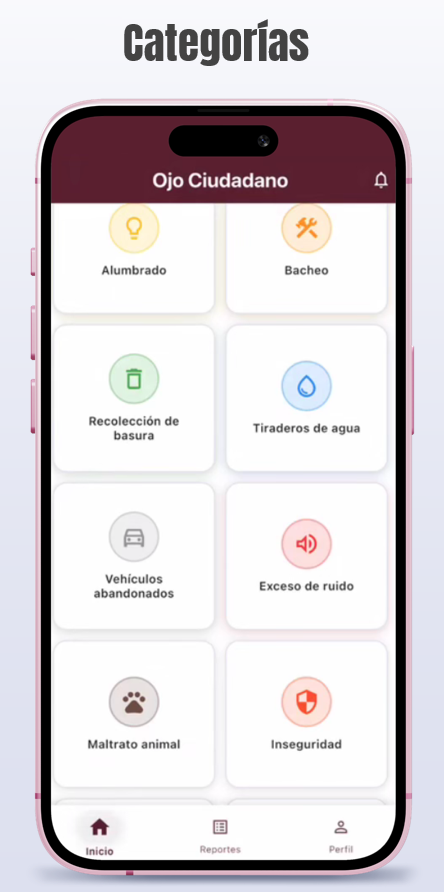 Categorías
Ojo Ciudadano
Alumbrado
Bacheo
Recolección de
basura
Tiraderos de agua
Vehículos
abandonados
Exceso de ruido
Maltrato animal
Inseguridad
Inicio
Reportes
Perfil